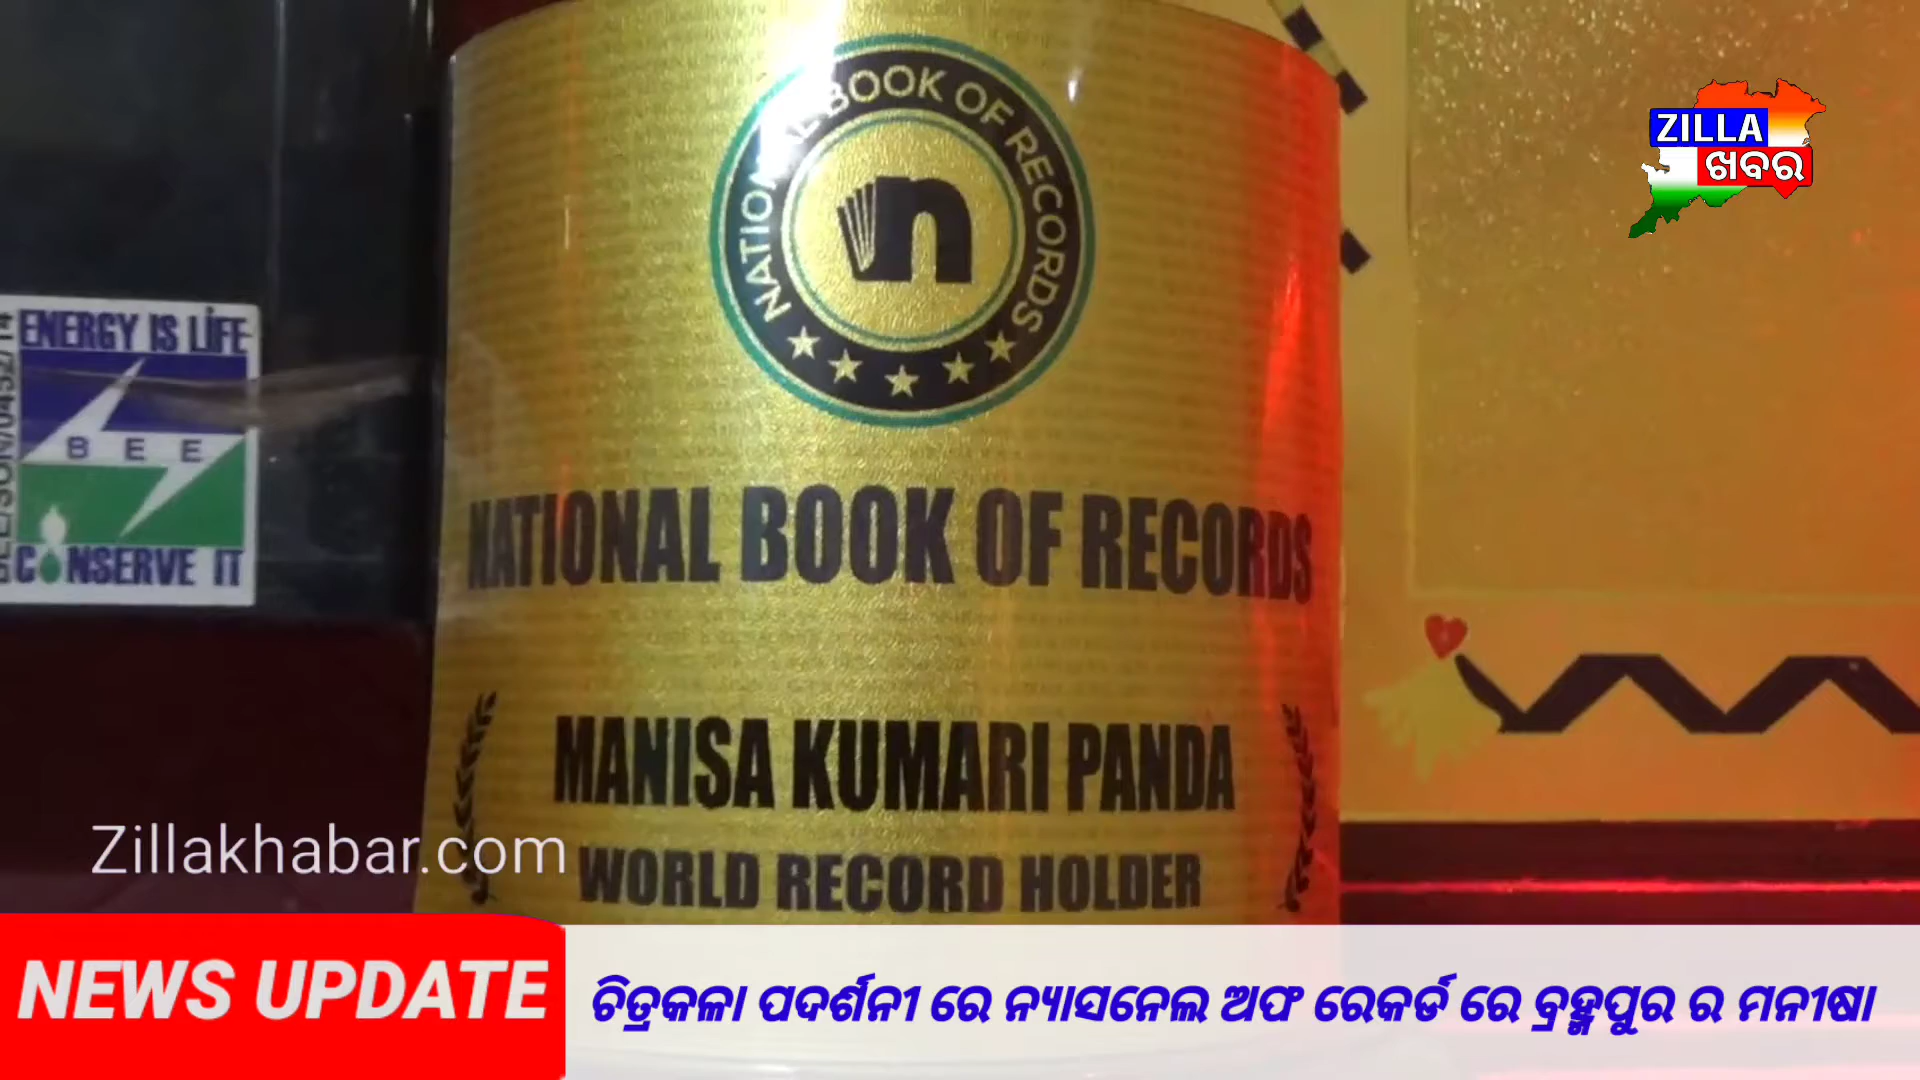 NATIONAL BOOK OF RECORDS
n
ZILLA
ଖବର
ENERGY IS LIFE
BEE
CONSERVE IT
NATIONAL BOOK OF RECORDS
MANISA KUMARI PANDA
WORLD RECORD HOLDER
Zillakhabar.com
NEWS UPDATE
ଚିତ୍ରକଳା ପଦର୍ଶନୀ ରେ ନ୍ୟାସନେଲ ଅଫ ରେକର୍ଡ ରେ ବ୍ରହ୍ମପୁର ର ମନୀଷା